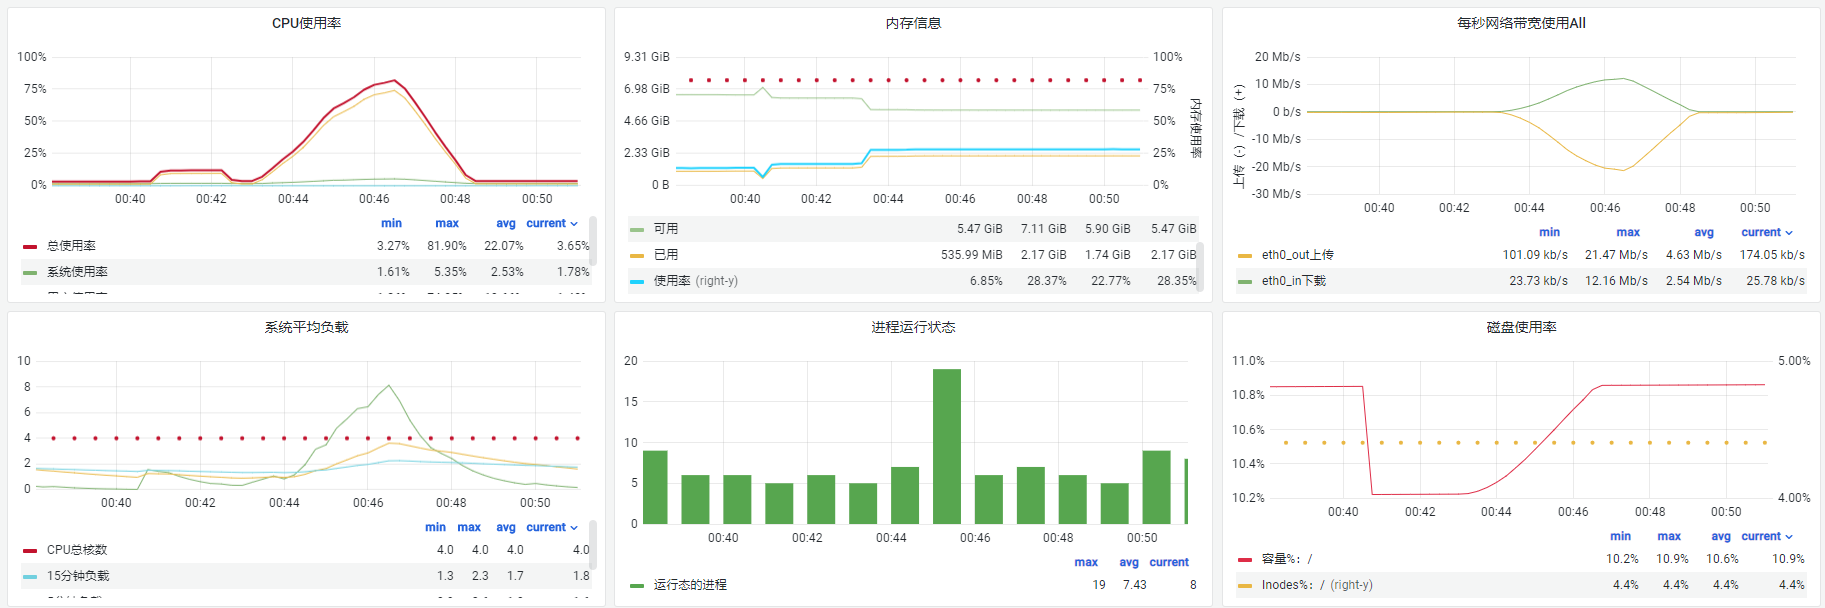 CPU使用率
100%
75%
50%
25%
0%
00:40 00:42 00:44 00:46 00:48 00:50
min max avg current
总使用率 3.27% 81.90% 22.07% 3.65%
系统使用率 1.61% 5.35% 2.53% 1.78%
内存信息
9.31 GiB 100%
6.98 GiB 75%
4.66 GiB 50%
2.33 GiB 25%
0 B 0%
内存使用率
00:40 00:42 00:44 00:46 00:48 00:50
可用 5.47 GiB 7.11 GiB 5.90 GiB 5.47 GiB
已用 535.99 MiB 2.17 GiB 1.74 GiB 2.17 GiB
使用率 (right-y) 6.85% 28.37% 22.77% 28.35%
每秒网络带宽使用All
上传 (-) /下载 (+)
20 Mb/s
10 Mb/s
0 b/s
-10 Mb/s
-20 Mb/s
-30 Mb/s
00:40 00:42 00:44 00:46 00:48 00:50
min max avg current
eth0_out上传 101.09 kb/s 21.47 Mb/s 4.63 Mb/s 174.05 kb/s
eth0_in下载 23.73 kb/s 12.16 Mb/s 2.54 Mb/s 25.78 kb/s
系统平均负载
10
8
6
4
2
0
00:40 00:42 00:44 00:46 00:48 00:50
min max avg current
CPU总核数 4.0 4.0 4.0 4.0
15分钟负载 1.3 2.3 1.7 1.8
进程运行状态
20
15
10
5
0
00:40 00:42 00:44 00:46 00:48 00:50
max avg current
运行态的进程 19 7.43 8
磁盘使用率
11.0% 5.00%
10.8%
10.6%
10.4%
10.2% 4.00%
00:40 00:42 00:44 00:46 00:48 00:50
min max avg current
容量%: / 10.2% 10.9% 10.6% 10.9%
Inodes%: / (right-y) 4.4% 4.4% 4.4% 4.4%